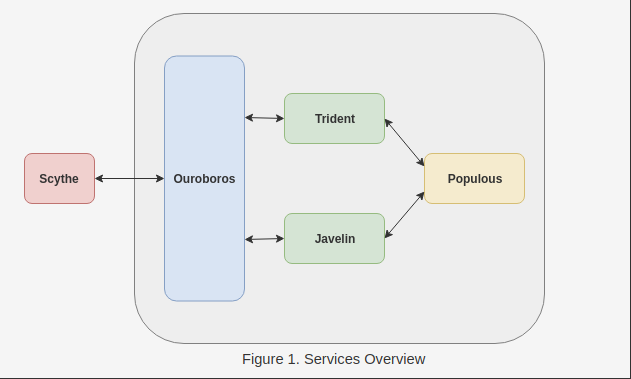 Trident
Scythe
Ouroboros
Populous
Javelin
Figure 1. Services Overview